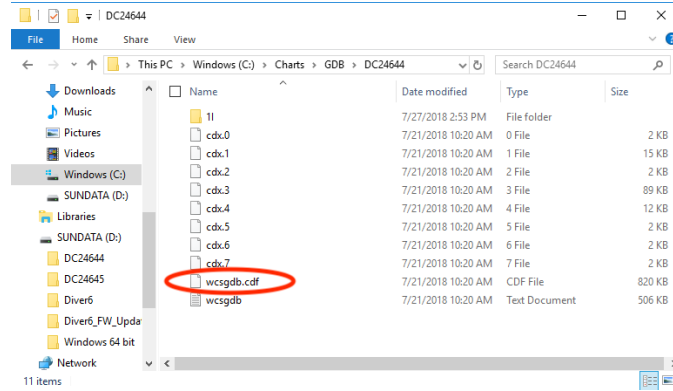 DC24644
File Home Share View
This PC > Windows (C:) > Charts > GDB > DC24644
Search DC24644
Downloads
Music
Pictures
Videos
Windows (C:)
SUNDATA (D:)
Libraries
SUNDATA (D:)
DC24644
DC24645
Diver6
Diver6_FW_Upda
Windows 64 bit
Network
Name Date modified Type Size
1l 7/27/2018 2:53 PM File folder
cdx.0 7/21/2018 10:20 AM 0 File 2 KB
cdx.1 7/21/2018 10:20 AM 1 File 15 KB
cdx.2 7/21/2018 10:20 AM 2 File 2 KB
cdx.3 7/21/2018 10:20 AM 3 File 89 KB
cdx.4 7/21/2018 10:20 AM 4 File 12 KB
cdx.5 7/21/2018 10:20 AM 5 File 2 KB
cdx.6 7/21/2018 10:20 AM 6 File 2 KB
cdx.7 7/21/2018 10:20 AM 7 File 2 KB
wcsgdb.cdf 7/21/2018 10:20 AM CDF File 820 KB
wcsgdb 7/21/2018 10:20 AM Text Document 506 KB
11 items